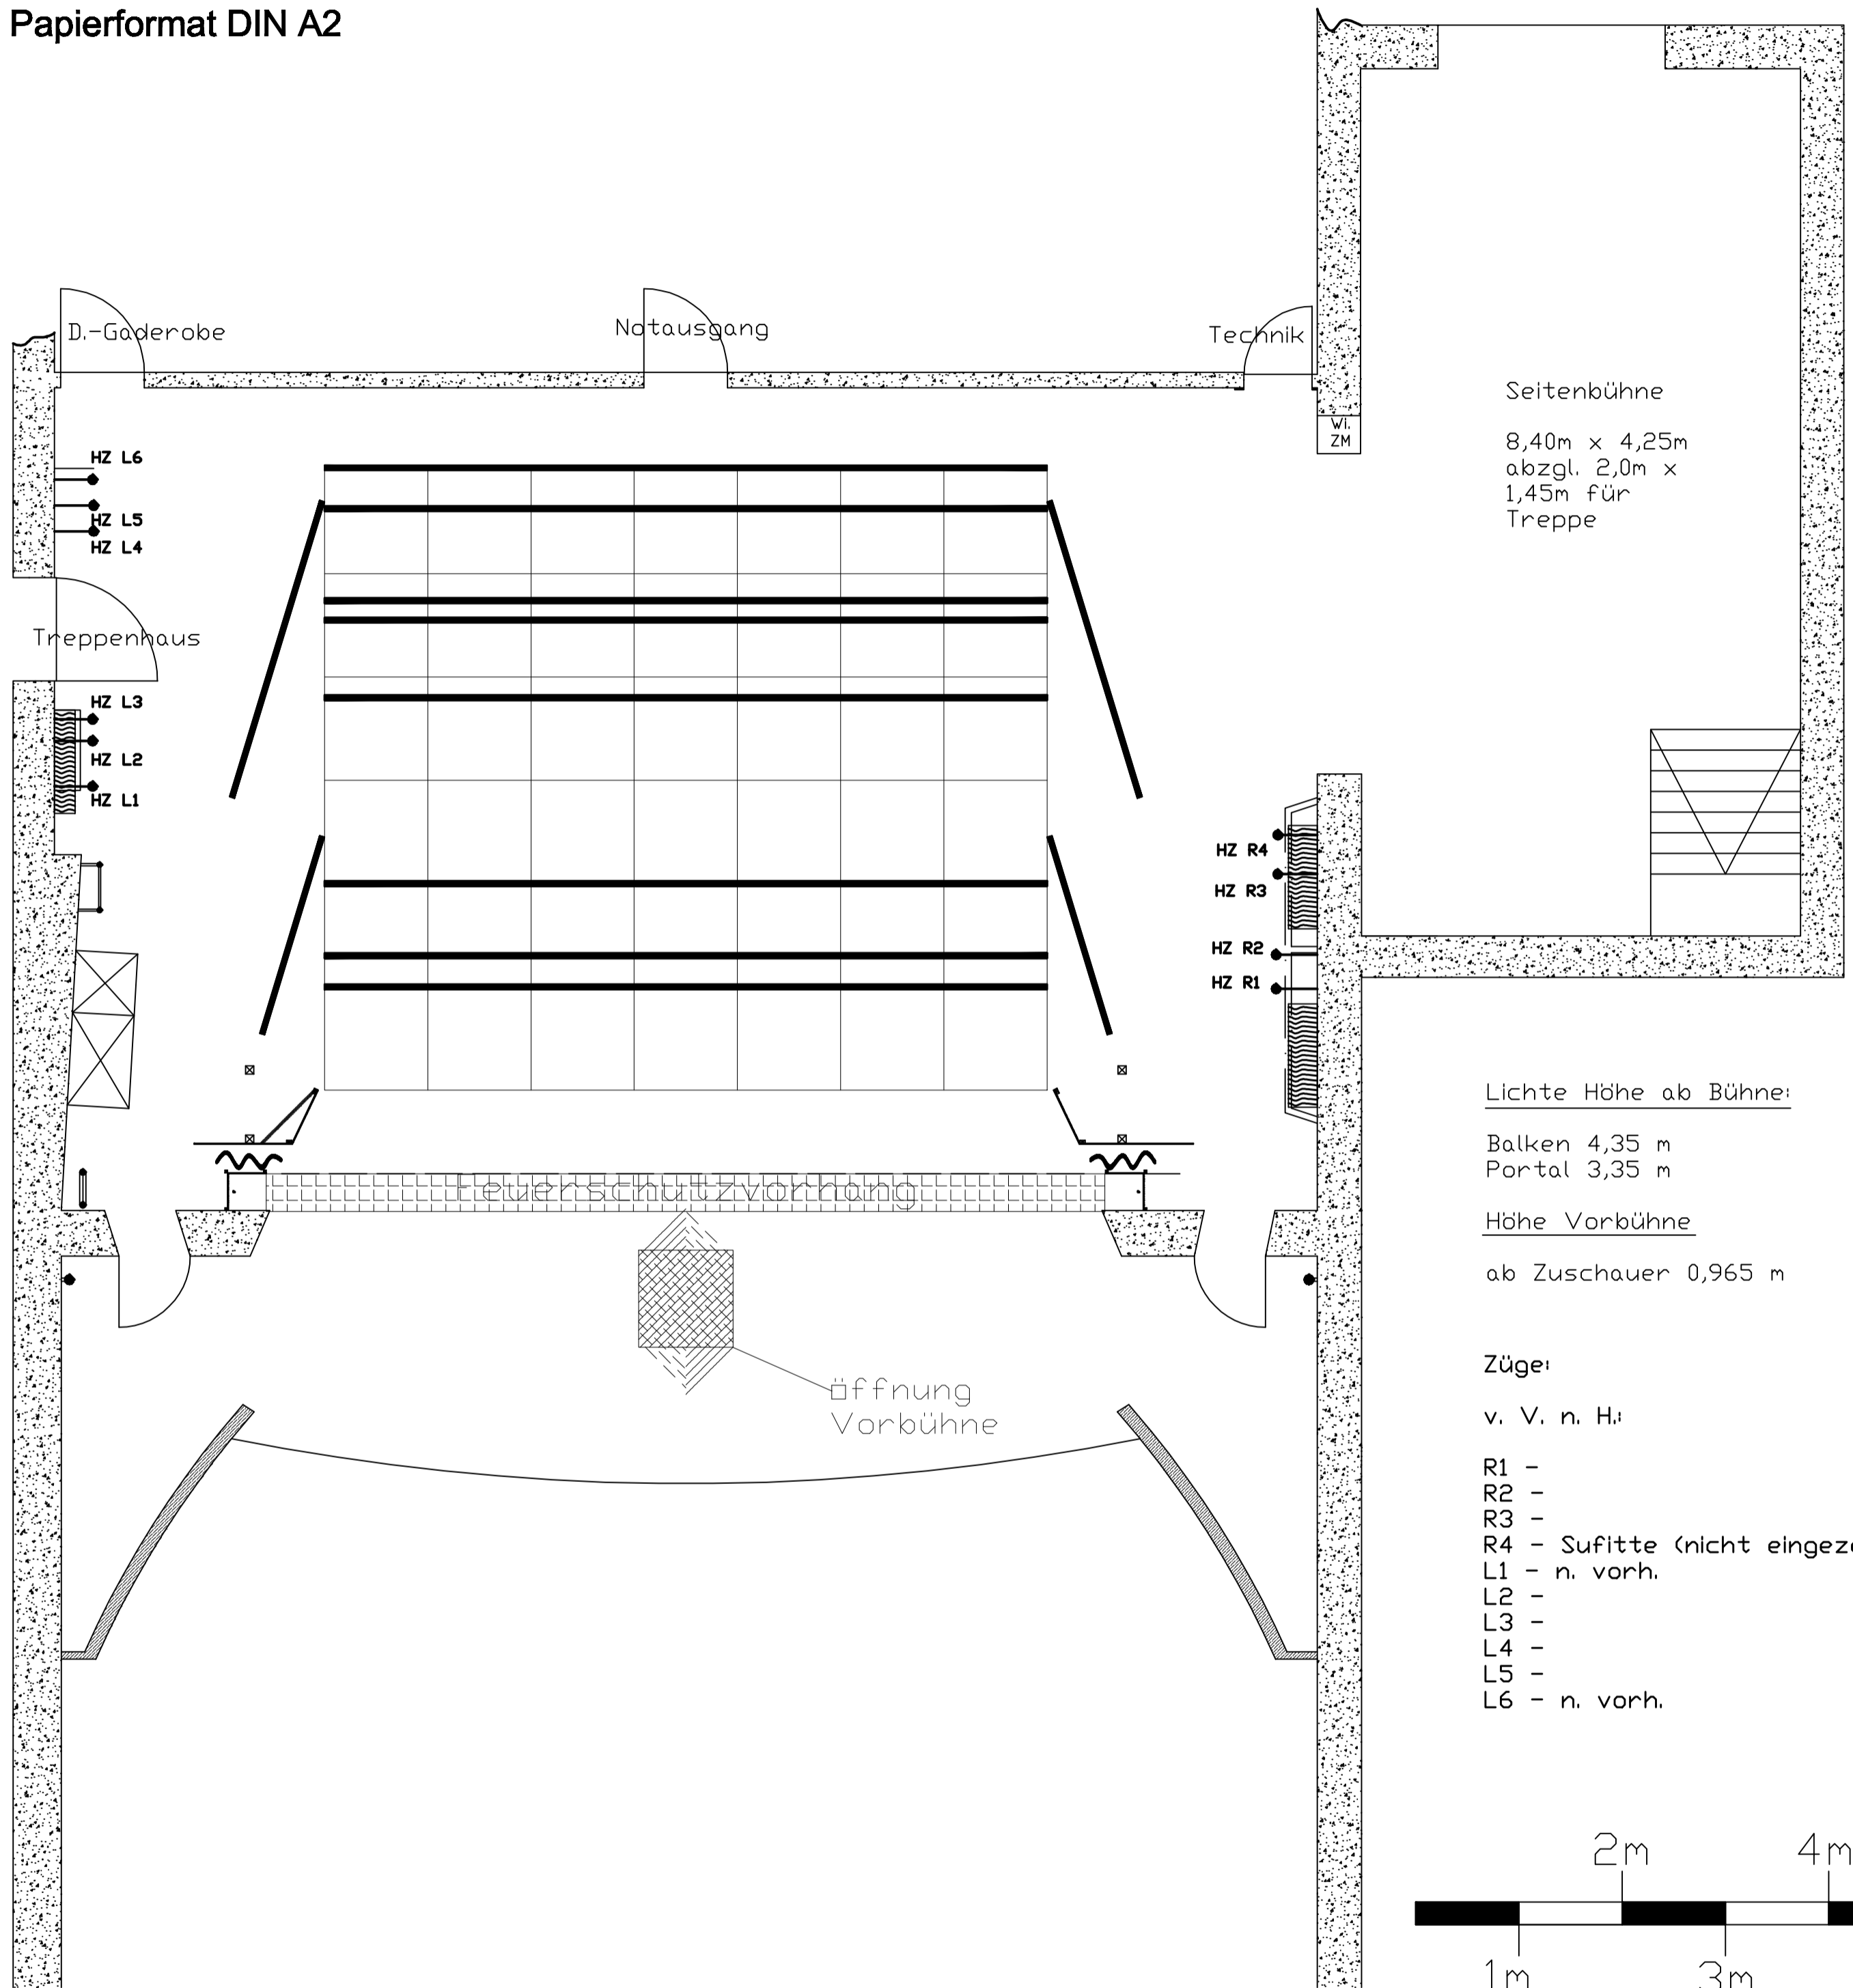 Papierformat DIN A2
D.-Gaderobe
Notausgang
Technik
Wi.
ZM
Seitenbühne
8,40m x 4,25m
abzgl. 2,0m x
1,45m für
Treppe
HZ L6
HZ L5
HZ L4
Treppenhaus
HZ L3
HZ L2
HZ L1
HZ R4
HZ R3
HZ R2
HZ R1
Feuerschutzvorhang
Öffnung
Vorbühne
Lichte Höhe ab Bühne:
Balken 4,35 m
Portal 3,35 m
Höhe Vorbühne
ab Zuschauer 0,965 m
Züge:
v. V. n. H.:
R1 -
R2 -
R3 -
R4 - Sufitte (nicht
L1 - n. vorh.
L2 -
L3 -
L4 -
L5 -
L6 - n. vorh.
2m
4m
1m
3m